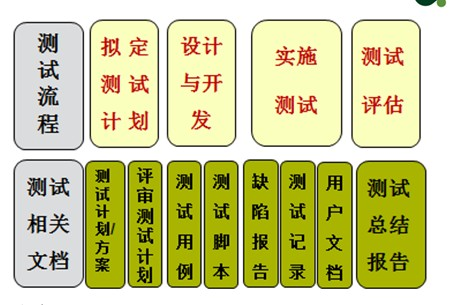 测试流程
拟定测试计划
设计与开发
实施测试
测试评估
测试相关文档
测试计划/方案
评审测试计划
测试用例
测试脚本
缺陷报告
测试记录
用户文档
测试总结报告